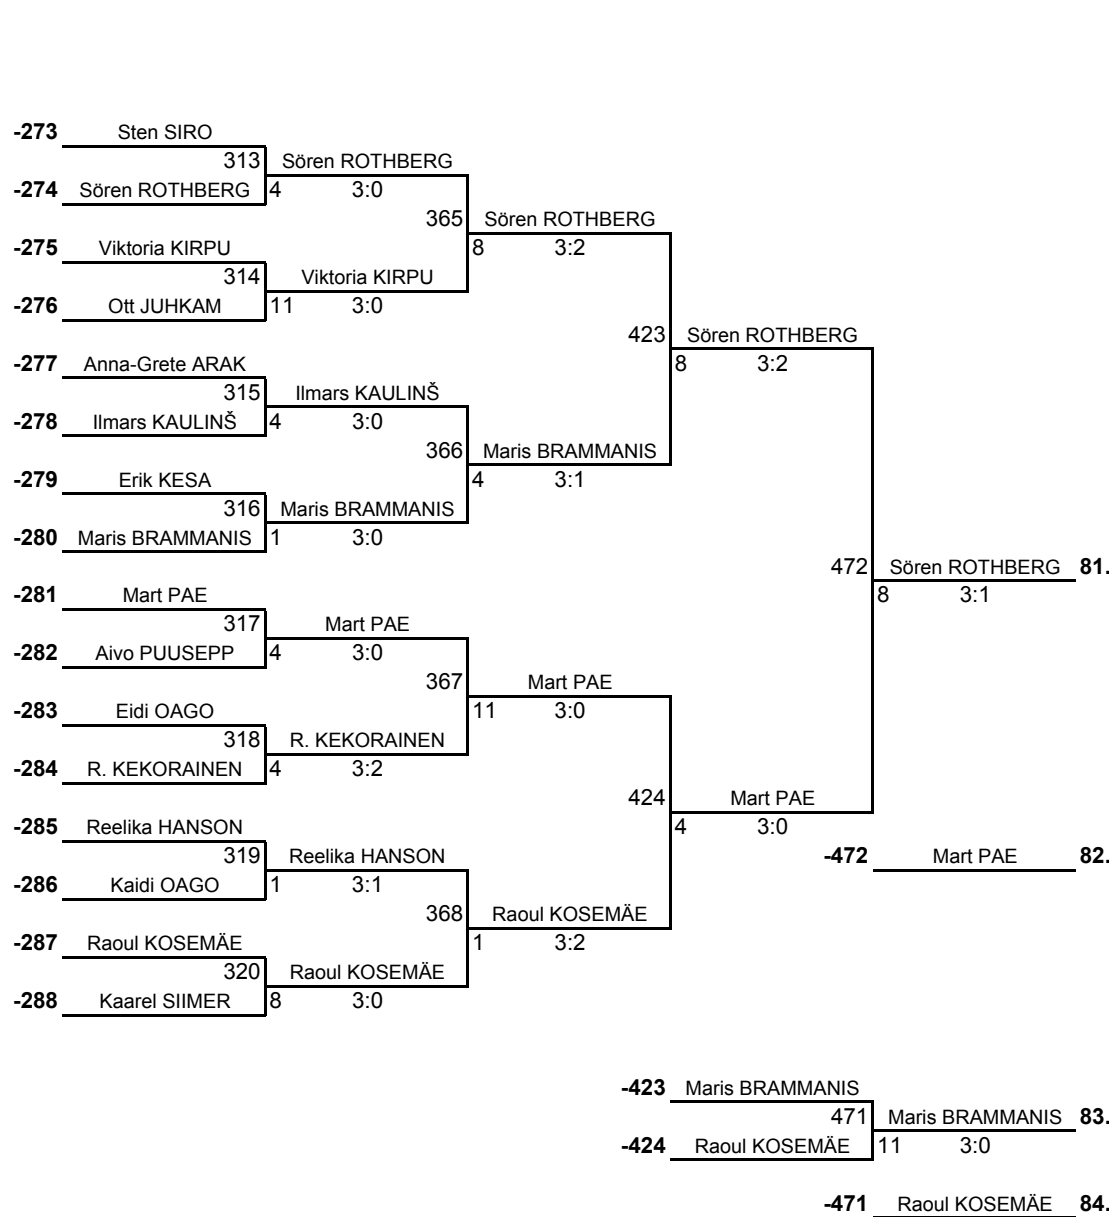 -273 Sten SIRO
313 Sören ROTHBERG
-274 Sören ROTHBERG 4 3:0
365 Sören ROTHBERG
-275 Viktoria KIRPU 8 3:2
314 Viktoria KIRPU
-276 Ott JUHKAM 11 3:0
423 Sören ROTHBERG
-277 Anna-Grete ARAK 8 3:2
315 Ilmars KAULINŠ
-278 Ilmars KAULINŠ 4 3:0
366 Maris BRAMMANIS
-279 Erik KESA 4 3:1
316 Maris BRAMMANIS
-280 Maris BRAMMANIS 1 3:0
472 Sören ROTHBERG 81.
-281 Mart PAE 8 3:1
317 Mart PAE
-282 Aivo PUUSEPP 4 3:0
367 Mart PAE
-283 Eidi OAGO 11 3:0
318 R. KEKORAINEN
-284 R. KEKORAINEN 4 3:2
424 Mart PAE
-285 Reelika HANSON 4 3:0
319 Reelika HANSON -472 Mart PAE 82.
-286 Kaidi OAGO 1 3:1
368 Raoul KOSEMÄE
-287 Raoul KOSEMÄE 1 3:2
320 Raoul KOSEMÄE
-288 Kaarel SIIMER 8 3:0
-423 Maris BRAMMANIS
471 Maris BRAMMANIS 83.
-424 Raoul KOSEMÄE 11 3:0
-471 Raoul KOSEMÄE 84.